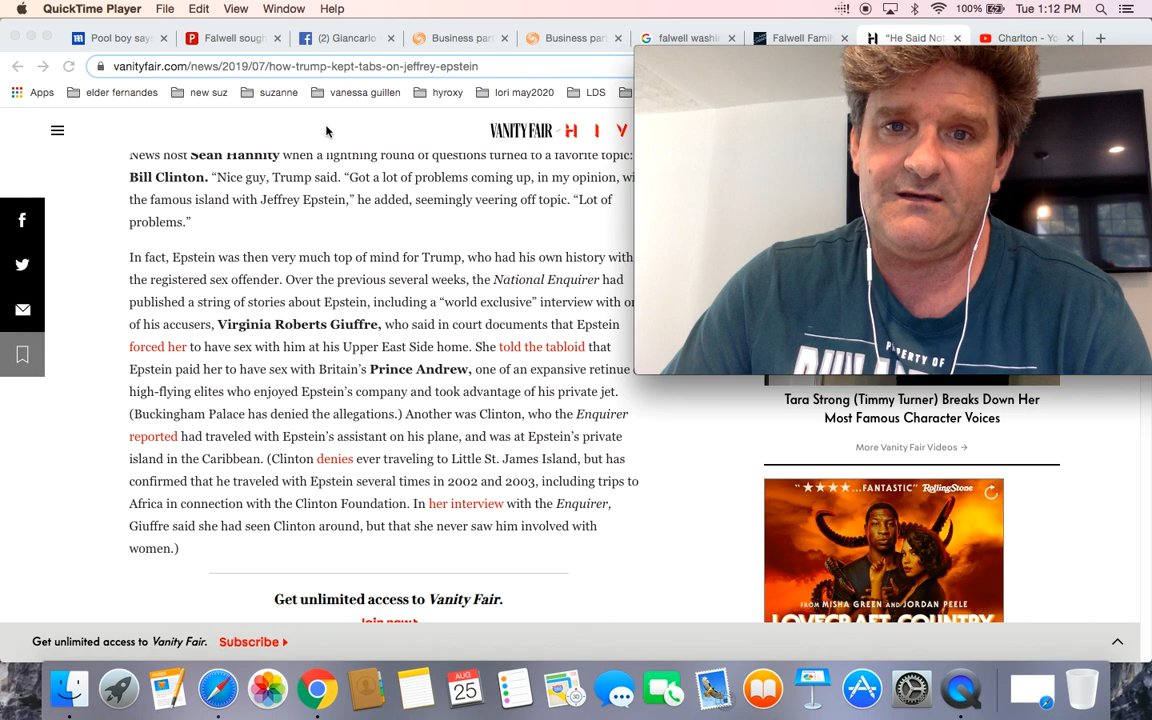 QuickTime Player File Edit View Window Help 100% Tue 1:12 PM
Pool boy say Falwell sough (2) Giancarlo Business par Business par falwell wash Falwell Fami "He Said Not Charlton - Yo
vanityfair.com/news/2019/07/how-trump-kept-tabs-on-jeffrey-epstein
Apps elder fernandes new suz suzanne vanessa guillen hyroxy lori may2020 LDS
VANITY FAIR H I V
News host Sean Hannity when a lightning round of questions turned to a favorite topic:
Bill Clinton. “Nice guy, Trump said. “Got a lot of problems coming up, in my opinion, wi
the famous island with Jeffrey Epstein,” he added, seemingly veering off topic. “Lot of
problems.”
In fact, Epstein was then very much top of mind for Trump, who had his own history with
the registered sex offender. Over the previous several weeks, the National Enquirer had
published a string of stories about Epstein, including a “world exclusive” interview with on
of his accusers, Virginia Roberts Giuffre, who said in court documents that Epstein
forced her to have sex with him at his Upper East Side home. She told the tabloid that
Epstein paid her to have sex with Britain’s Prince Andrew, one of an expansive retinue
high-flying elites who enjoyed Epstein’s company and took advantage of his private jet.
(Buckingham Palace has denied the allegations.) Another was Clinton, who the Enquirer
reported had traveled with Epstein’s assistant on his plane, and was at Epstein’s private
island in the Caribbean. (Clinton denies ever traveling to Little St. James Island, but has
confirmed that he traveled with Epstein several times in 2002 and 2003, including trips to
Africa in connection with the Clinton Foundation. In her interview with the Enquirer,
Giuffre said she had seen Clinton around, but that she never saw him involved with
women.)
Get unlimited access to Vanity Fair.
Join now
PROPERTY OF
Tara Strong (Timmy Turner) Breaks Down Her
Most Famous Character Voices
More Vanity Fair Videos →
“ ★★★★...FANTASTIC” RollingStone
FROM MISHA GREEN AND JORDAN PEELE
LOVECRAFT COUNTRY
Get unlimited access to Vanity Fair. Subscribe
AUG
25